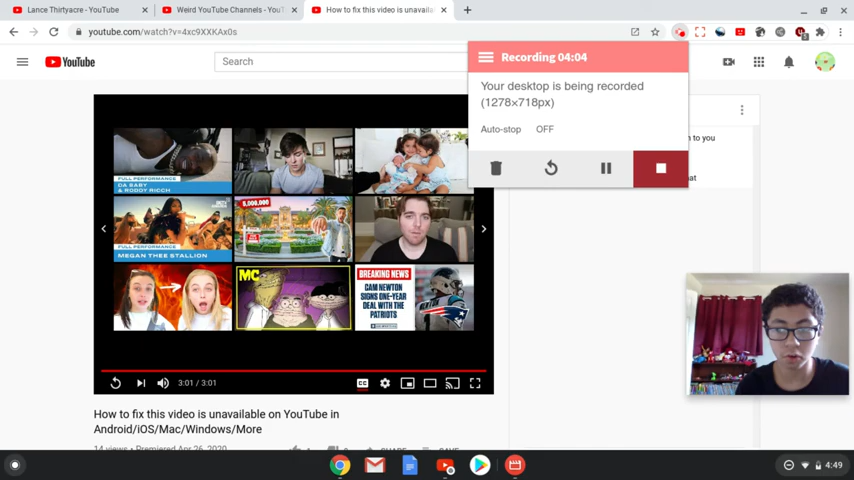 Lance Thirtyacre - YouTube
Weird YouTube Channels - YouT
How to fix this video is unavaila
youtube.com/watch?v=4xc9XXKAx0s
YouTube
Search
Recording 04:04
Your desktop is being recorded
(1278×718px)
Auto-stop OFF
FULL PERFORMANCE
DA BABY
& RODDY RICCH
FULL PERFORMANCE
MEGAN THEE STALLION
MC
BREAKING NEWS
CAM NEWTON
SIGNS ONE-YEAR
DEAL WITH THE
PATRIOTS
CC
3:01 / 3:01
How to fix this video is unavailable on YouTube in
Android/iOS/Mac/Windows/More
14 views • Premiered Apr 26, 2020
SHARE
SAVE
4:49